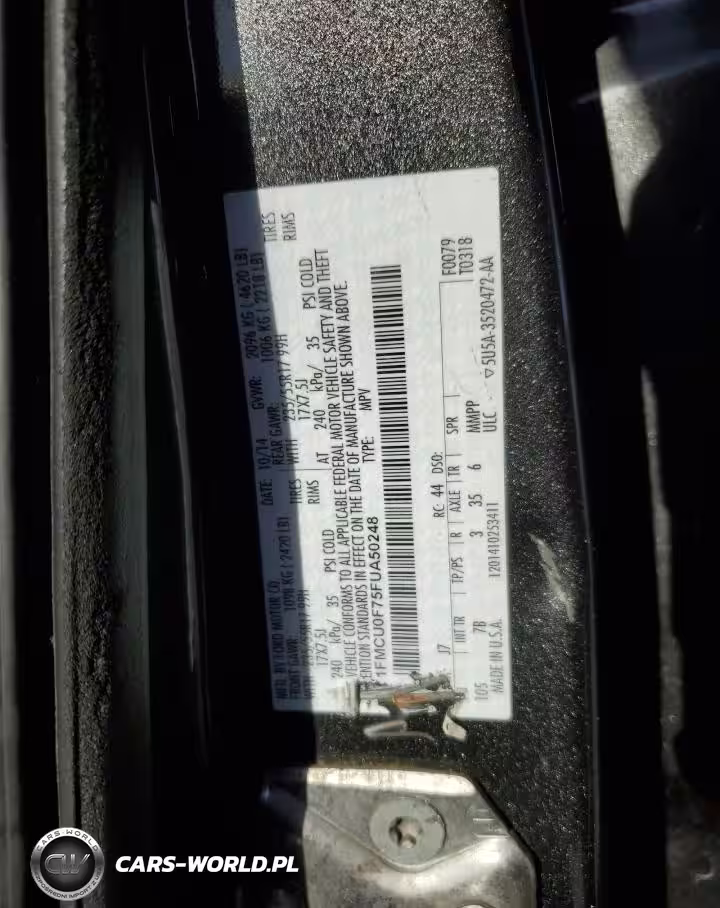 MFD. BY FORD MOTOR CO.
DATE: 10/14 GVWR: 2096 KG ( 4620 LB)
FRONT GAWR: 1098 KG ( 2420 LB) REAR GAWR: 1006 KG ( 2218 LB)
235/55R17 99H TIRES WITH 235/55R17 99H TIRES
17X7.5J RIMS 17X7.5J RIMS
240 kPa/ 35 PSI COLD AT 240 kPa/ 35 PSI COLD
VEHICLE CONFORMS TO ALL APPLICABLE FEDERAL MOTOR VEHICLE SAFETY AND THEFT
STANDARDS IN EFFECT ON THE DATE OF MANUFACTURE SHOWN ABOVE.
1FMCU0F75FUA50248 TYPE: MPV
F0079
J7 RC: 44 DSO: T0318
INT TR TP/PS R AXLE TR SPR
105 7B 3 35 6 MMPP
MADE IN U.S.A. 1201410253411 ULC ▽5U5A-3520472-AA
CARS-WORLD
CW
CARS-WORLD.PL